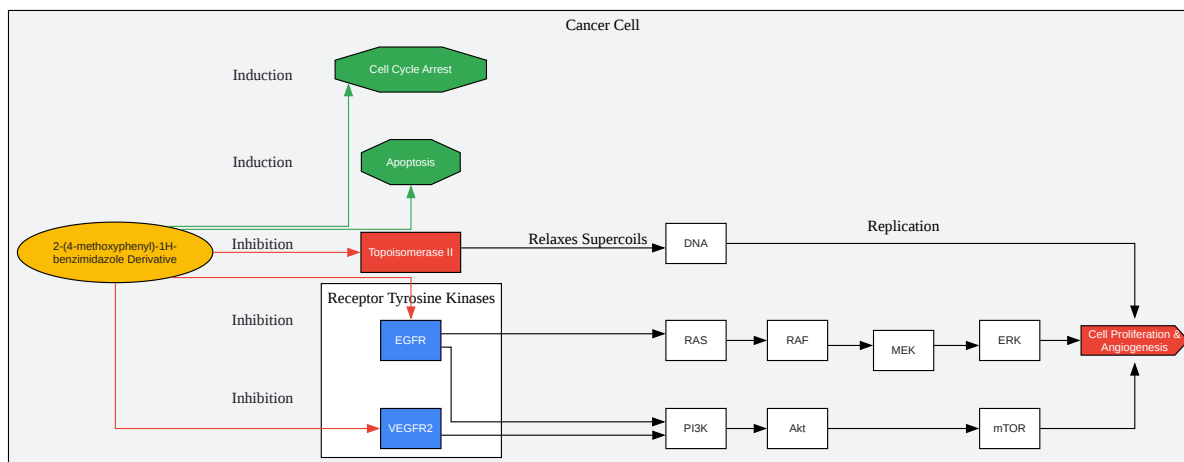 Cancer Cell
Induction
Cell Cycle Arrest
Induction
Apoptosis
2-(4-methoxyphenyl)-1H-
benzimidazole Derivative
Inhibition
Topoisomerase II
Relaxes Supercoils
DNA
Replication
Receptor Tyrosine Kinases
Inhibition
EGFR
RAS
RAF
MEK
ERK
Cell Proliferation &
Angiogenesis
Inhibition
VEGFR2
PI3K
Akt
mTOR